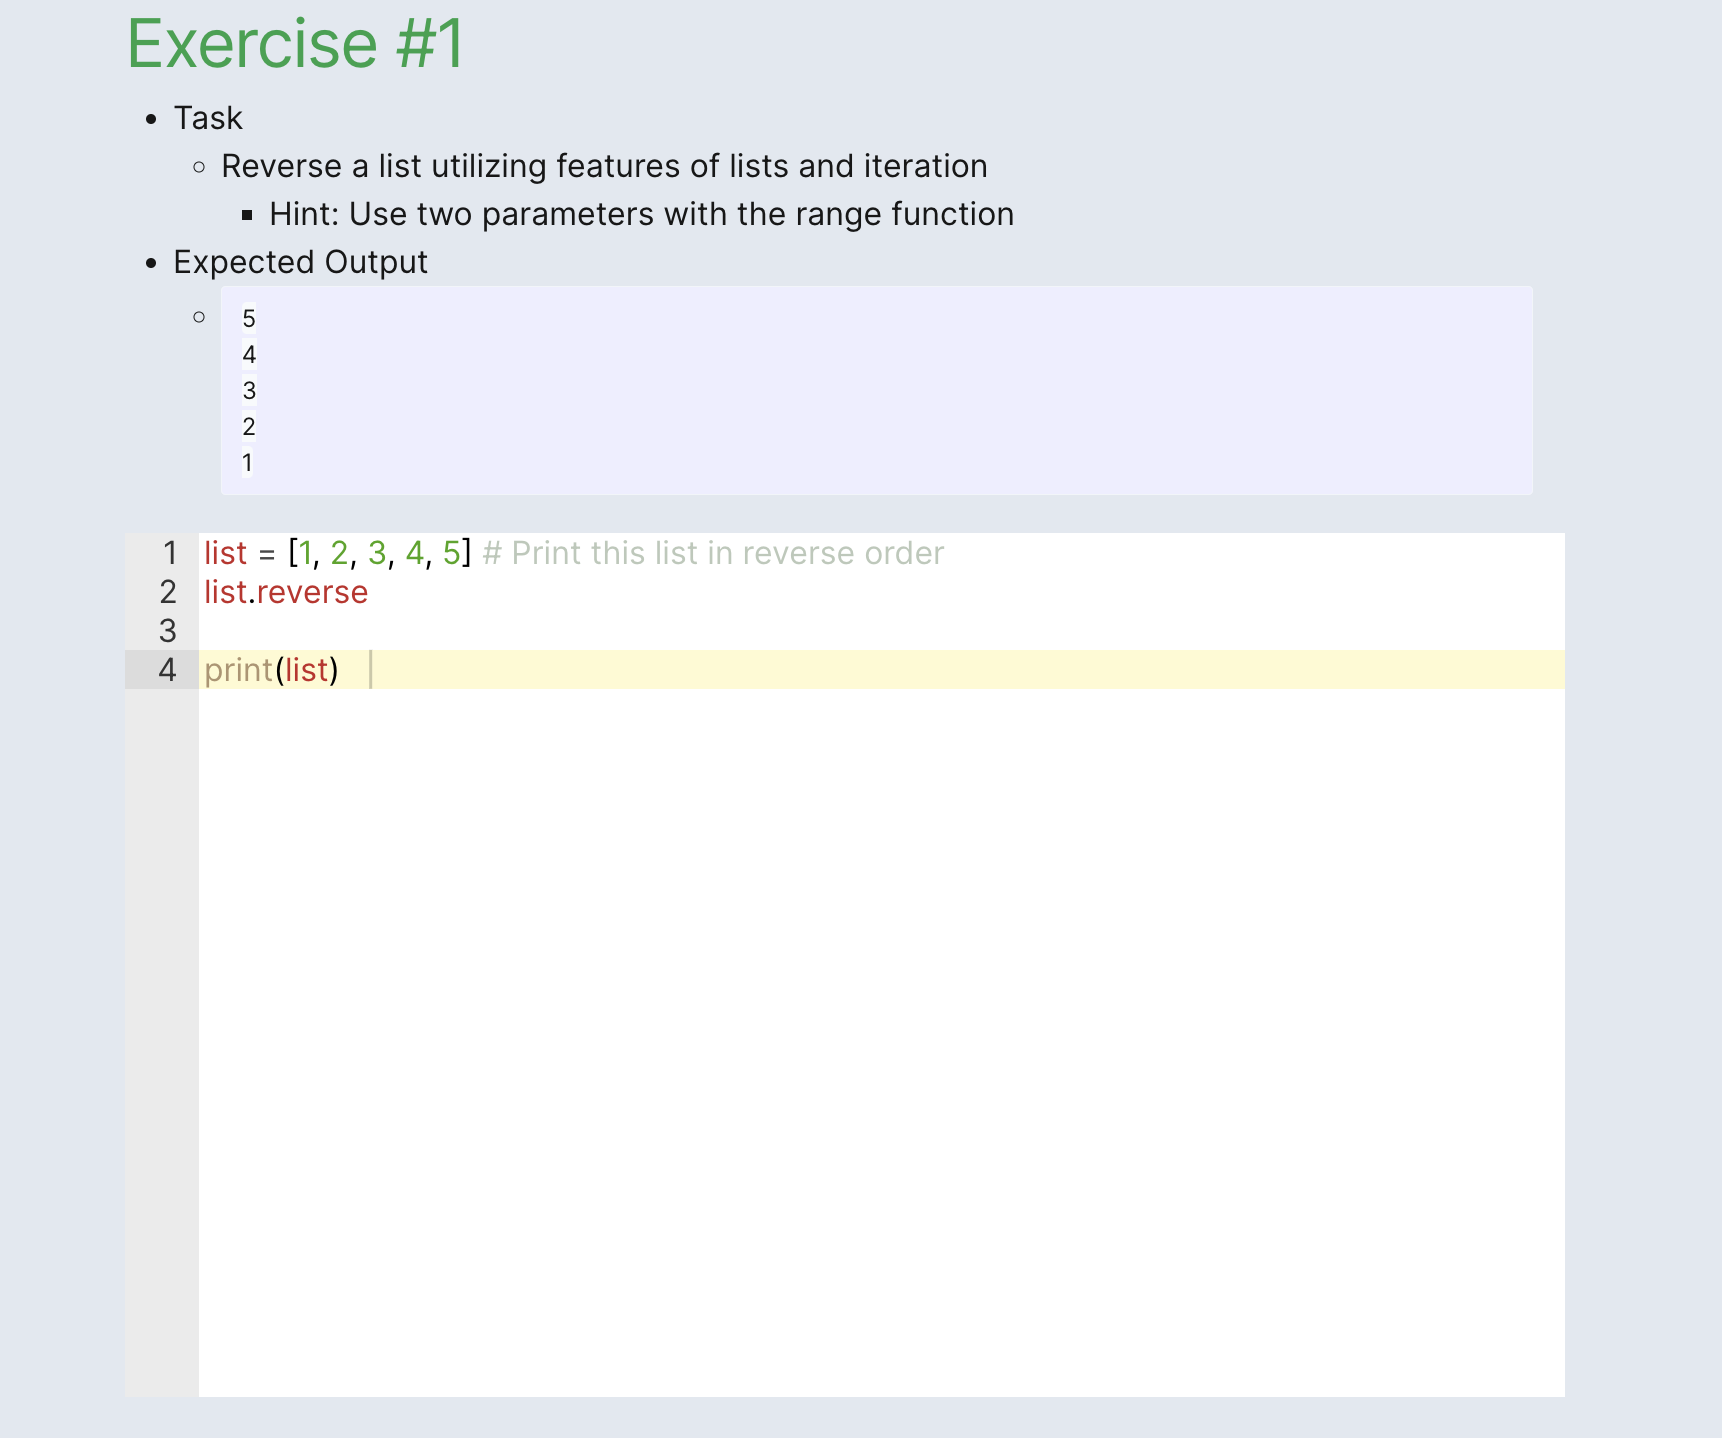 Exercise #1
Task
Reverse a list utilizing features of lists and iteration
Hint: Use two parameters with the range function
Expected Output
5
4
3
2
1
1 list = [1, 2, 3, 4, 5] # Print this list in reverse order
2 list.reverse
3
4 print(list)